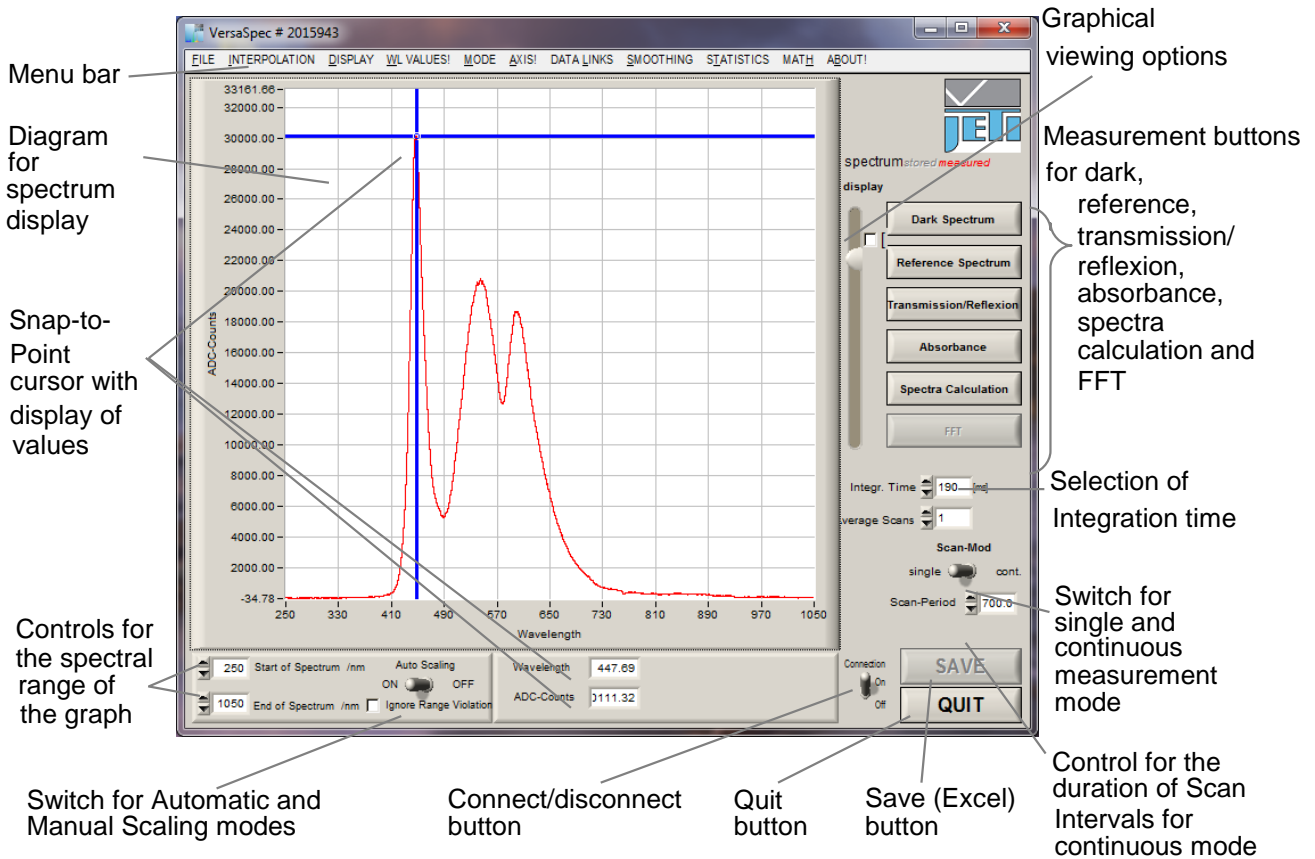 VersaSpec # 2015943
FILE INTERPOLATION DISPLAY WL VALUES! MODE AXIS! DATA LINKS SMOOTHING STATISTICS MATH ABOUT!
Menu bar
Diagram
for
spectrum
display
Snap-to-
Point
cursor with
display of
values
Controls for
the spectral
range of
the graph
33161.66
32000.00
30000.00
28000.00
26000.00
24000.00
22000.00
20000.00
18000.00
16000.00
14000.00
12000.00
10000.00
8000.00
6000.00
4000.00
2000.00
-34.78
ADC-Counts
250 330 410 490 570 650 730 810 890 970 1050
Wavelength
JETI
spectrum stored measured
display
Dark Spectrum
Reference Spectrum
Transmission/Reflexion
Absorbance
Spectra Calculation
FFT
Integr. Time 190 [ms]
verage Scans 1
Scan-Mod
single cont.
Scan-Period 700.0
250 Start of Spectrum /nm
1050 End of Spectrum /nm
Auto Scaling
ON OFF
Ignore Range Violation
Wavelength 447.69
ADC-Counts 0111.32
Connection
On
Off
SAVE
QUIT
Graphical
viewing options
Measurement buttons
for dark,
reference,
transmission/
reflexion,
absorbance,
spectra
calculation and
FFT
Selection of
Integration time
Switch for
single and
continuous
measurement
mode
Control for the
duration of Scan
Intervals for
continuous mode
Switch for Automatic and
Manual Scaling modes
Connect/disconnect
button
Quit
button
Save (Excel)
button